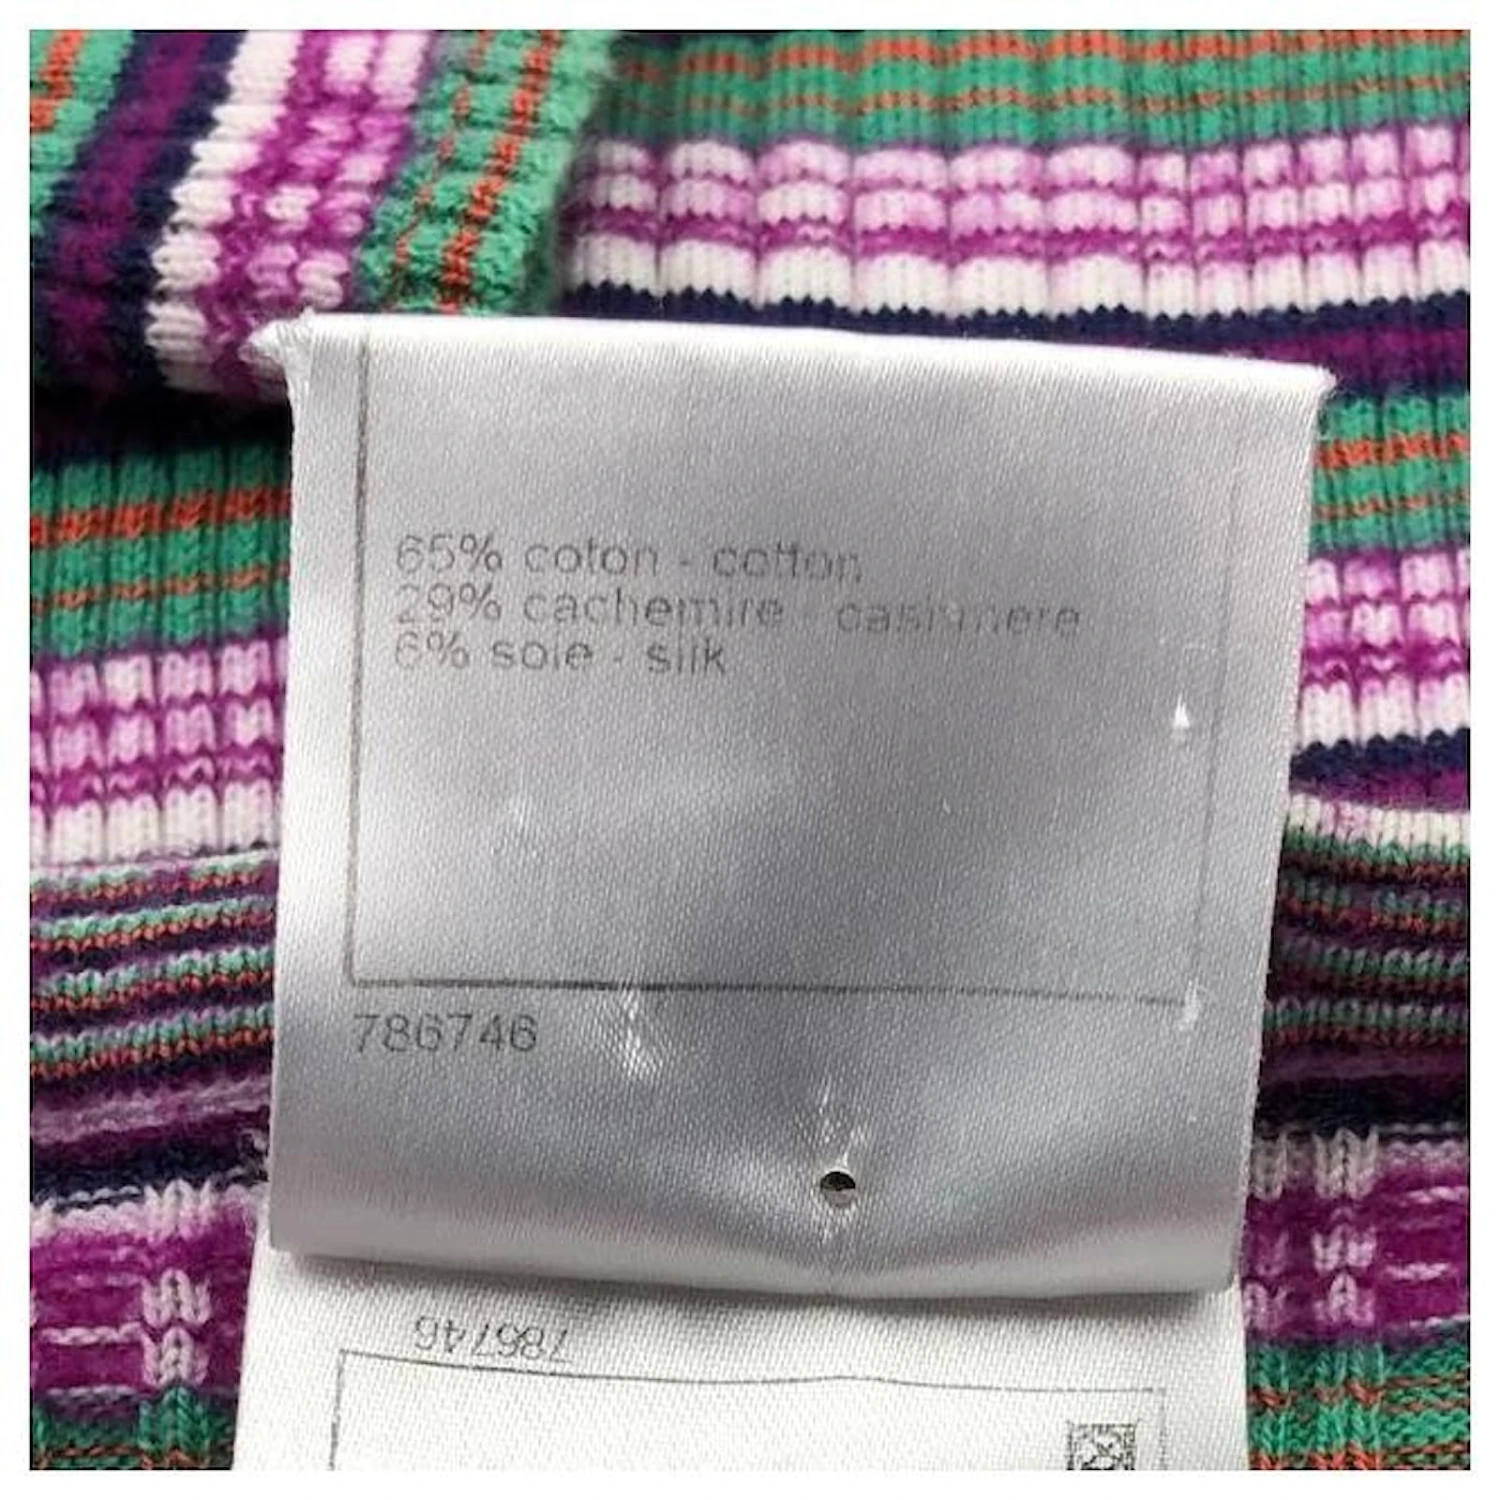 65% coton - cotton
29% cachemire - cashmere
6% soie - silk
786746
786746